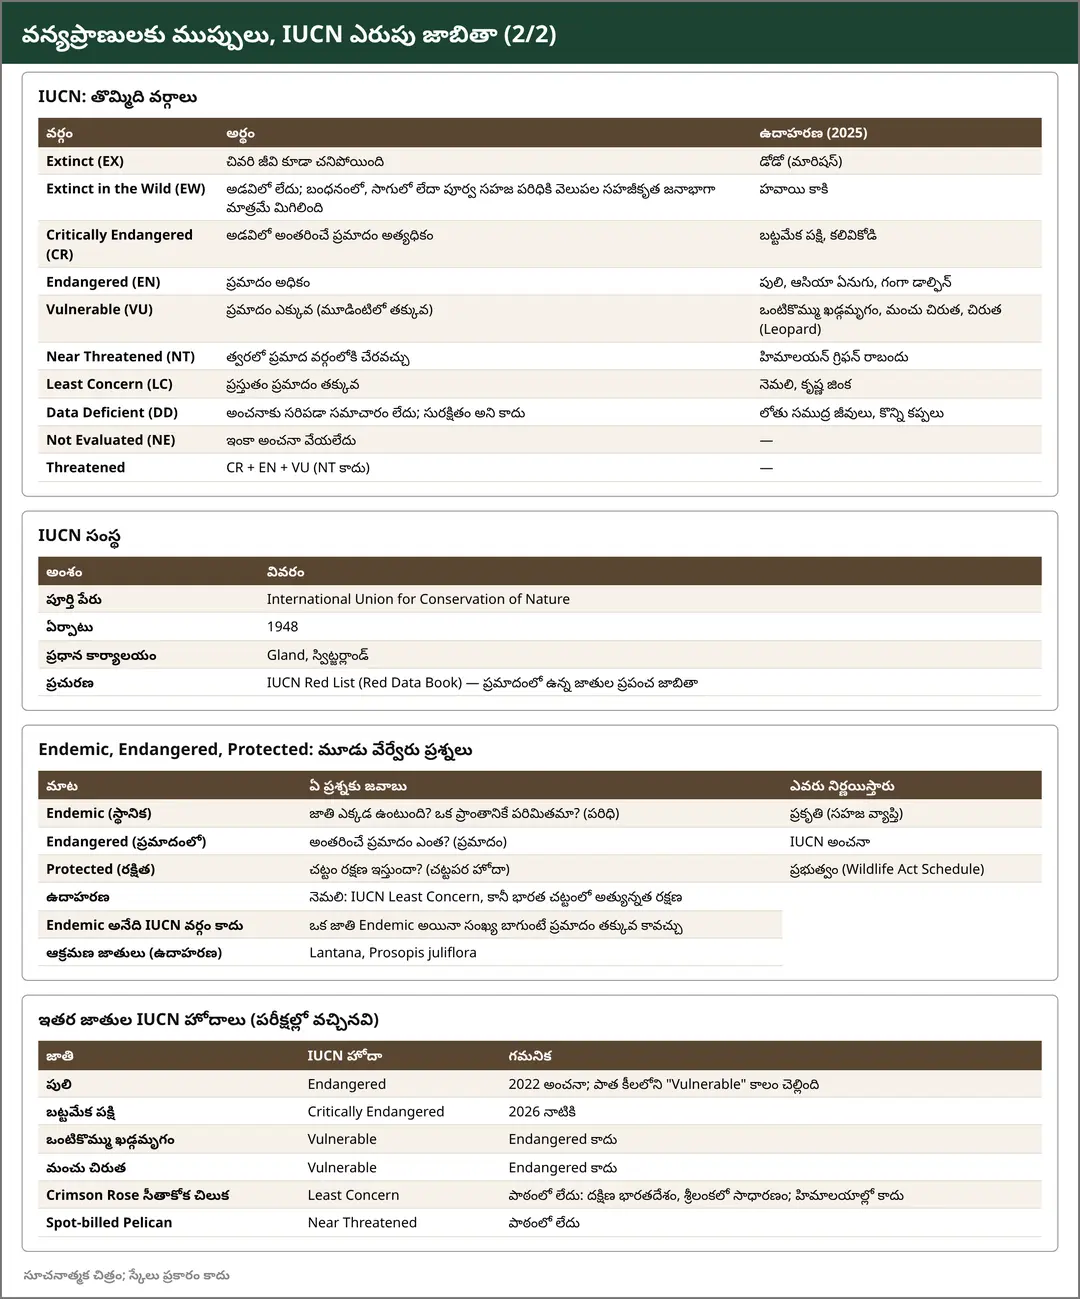 వన్యప్రాణులకు ముప్పులు, IUCN ఎరుపు జాబితా (2/2)
IUCN: తొమ్మిది వర్గాలు
వర్గం అర్థం ఉదాహరణ (2025)
Extinct (EX) చివరి జీవి కూడా చనిపోయింది డోడో (మారిషస్)
Extinct in the Wild (EW) అడవిలో లేదు; బంధనంలో, సాగులో లేదా పూర్వ సహజ పరిధికి వెలుపల సహజీకృత జనాభాగా హవాయి కాకి
మాత్రమే మిగిలింది
Critically Endangered అడవిలో అంతరించే ప్రమాదం అత్యధికం బట్టమేక పక్షి, కలివికోడి
(CR)
Endangered (EN) ప్రమాదం అధికం పులి, ఆసియా ఏనుగు, గంగా డాల్ఫిన్
Vulnerable (VU) ప్రమాదం ఎక్కువ (మూడింటిలో తక్కువ) ఒంటికొమ్ము ఖడ్గమృగం, మంచు చిరుత, చిరుత
(Leopard)
Near Threatened (NT) త్వరలో ప్రమాద వర్గంలోకి చేరవచ్చు హిమాలయన్ గ్రిఫన్ రాబందు
Least Concern (LC) ప్రస్తుతం ప్రమాదం తక్కువ నెమలి, కృష్ణ జింక
Data Deficient (DD) అంచనాకు సరిపడా సమాచారం లేదు; సురక్షితం అని కాదు లోతు సముద్ర జీవులు, కొన్ని కప్పలు
Not Evaluated (NE) ఇంకా అంచనా వేయలేదు —
Threatened CR + EN + VU (NT కాదు) —
IUCN సంస్థ
అంశం వివరం
పూర్తి పేరు International Union for Conservation of Nature
ఏర్పాటు 1948
ప్రధాన కార్యాలయం Gland, స్విట్జర్లాండ్
ప్రచురణ IUCN Red List (Red Data Book) — ప్రమాదంలో ఉన్న జాతుల ప్రపంచ జాబితా
Endemic, Endangered, Protected: మూడు వేర్వేరు ప్రశ్నలు
మాట ఏ ప్రశ్నకు జవాబు ఎవరు నిర్ణయిస్తారు
Endemic (స్థానిక) జాతి ఎక్కడ ఉంటుంది? ఒక ప్రాంతానికే పరిమితమా? (పరిధి) ప్రకృతి (సహజ వ్యాప్తి)
Endangered (ప్రమాదంలో) అంతరించే ప్రమాదం ఎంత? (ప్రమాదం) IUCN అంచనా
Protected (రక్షిత) చట్టం రక్షణ ఇస్తుందా? (చట్టపర హోదా) ప్రభుత్వం (Wildlife Act Schedule)
ఉదాహరణ నెమలి: IUCN Least Concern, కానీ భారత చట్టంలో అత్యున్నత రక్షణ
Endemic అనేది IUCN వర్గం కాదు ఒక జాతి Endemic అయినా సంఖ్య బాగుంటే ప్రమాదం తక్కువ కావచ్చు
ఆక్రమణ జాతులు (ఉదాహరణ) Lantana, Prosopis juliflora
ఇతర జాతుల IUCN హోదాలు (పరీక్షల్లో వచ్చినవి)
జాతి IUCN హోదా గమనిక
పులి Endangered 2022 అంచనా; పాత కీలలోని "Vulnerable" కాలం చెల్లింది
బట్టమేక పక్షి Critically Endangered 2026 నాటికి
ఒంటికొమ్ము ఖడ్గమృగం Vulnerable Endangered కాదు
మంచు చిరుత Vulnerable Endangered కాదు
Crimson Rose సీతాకోక చిలుక Least Concern పాఠంలో లేదు: దక్షిణ భారతదేశం, శ్రీలంకలో సాధారణం; హిమాలయాల్లో కాదు
Spot-billed Pelican Near Threatened పాఠంలో లేదు
సూచనాత్మక చిత్రం; స్కేలు ప్రకారం కాదు